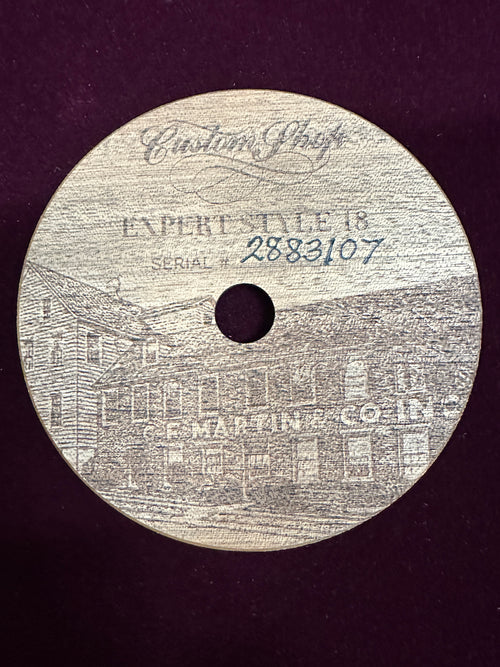 Custom Shop
EXPERT STYLE 18
SERIAL # 2883107
C. F. MARTIN & CO. INC